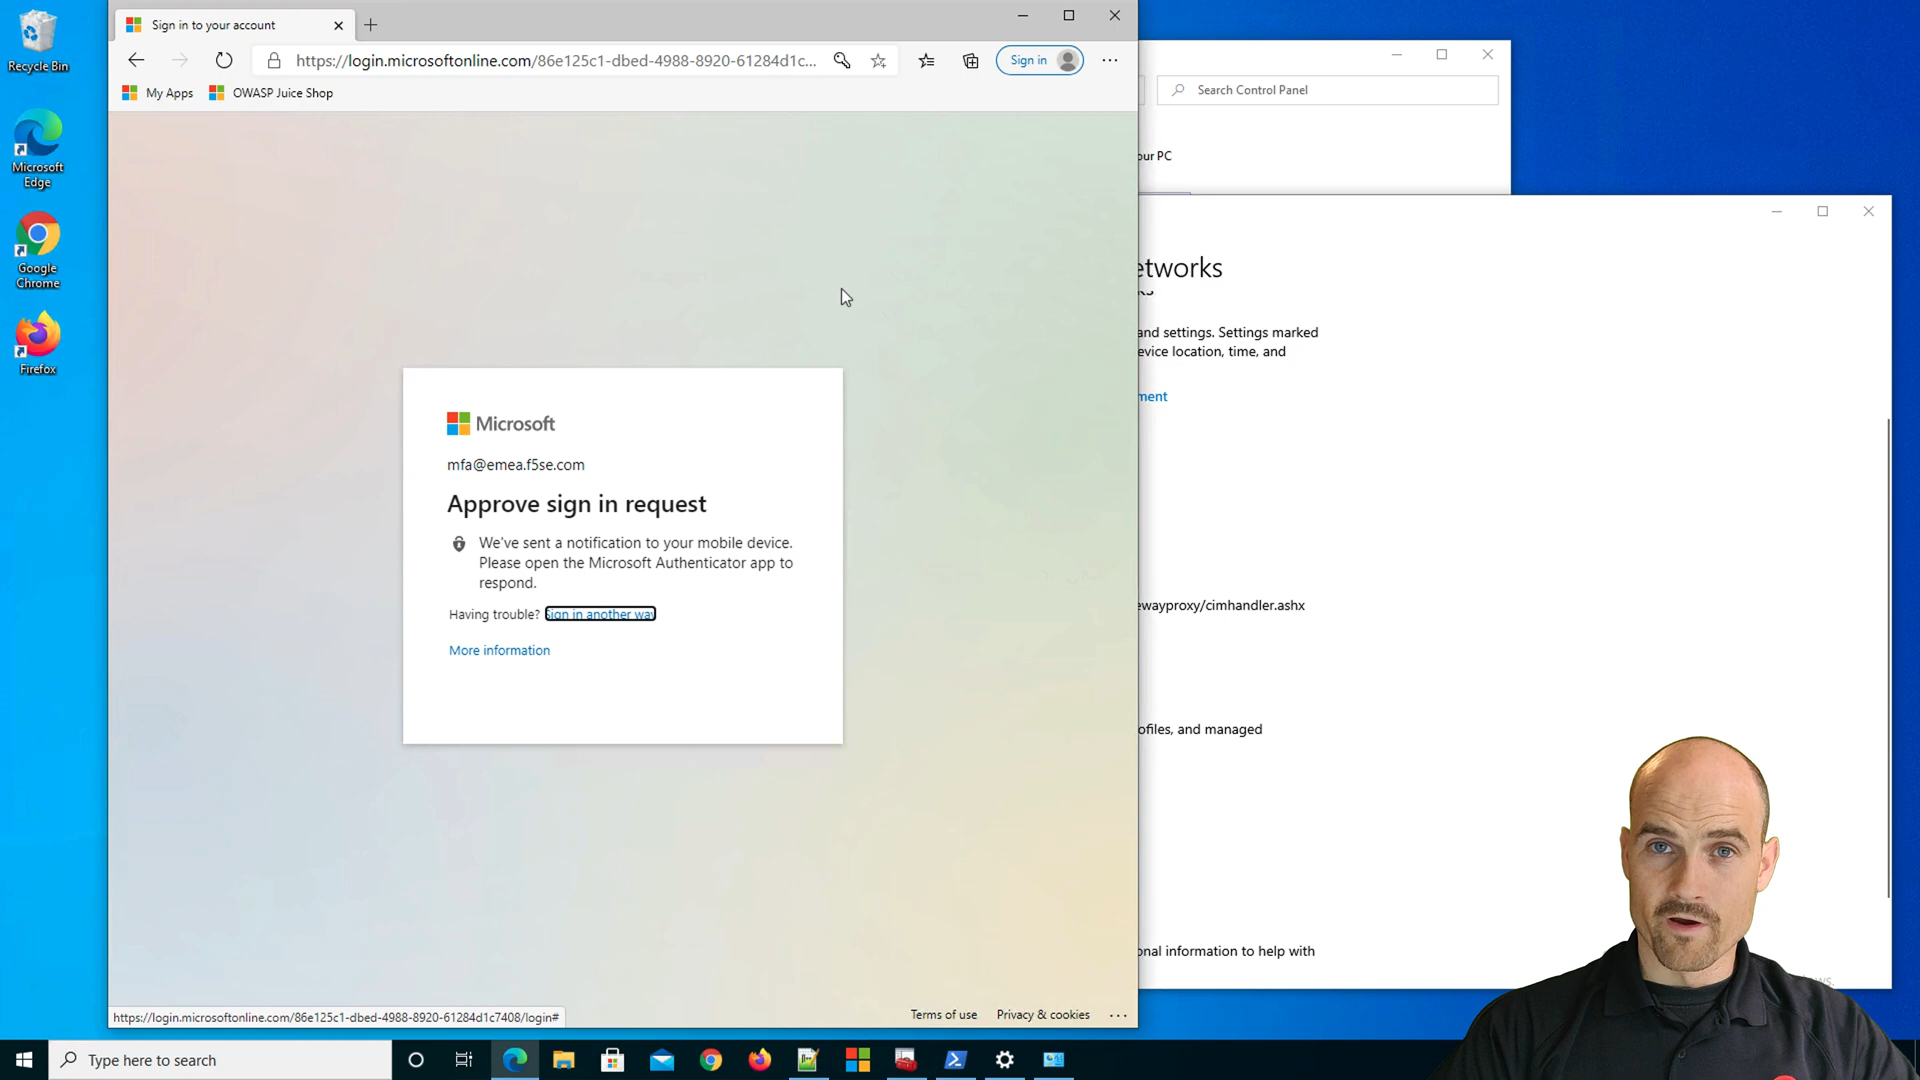 Recycle Bin
Microsoft
Edge
Google
Chrome
Firefox
Sign in to your account
https://login.microsoftonline.com/86e125c1-dbed-4988-8920-61284d1c...
Sign in
My Apps
OWASP Juice Shop
Microsoft
mfa@emea.f5se.com
Approve sign in request
We've sent a notification to your mobile device.
Please open the Microsoft Authenticator app to
respond.
Having trouble? Sign in another way
More information
https://login.microsoftonline.com/86e125c1-dbed-4988-8920-61284d1c7408/login#
Terms of use
Privacy & cookies
Search Control Panel
our PC
etworks
and settings. Settings marked
evice location, time, and
ment
ewayproxy/cimhandler.ashx
ofiles, and managed
onal information to help with
Type here to search